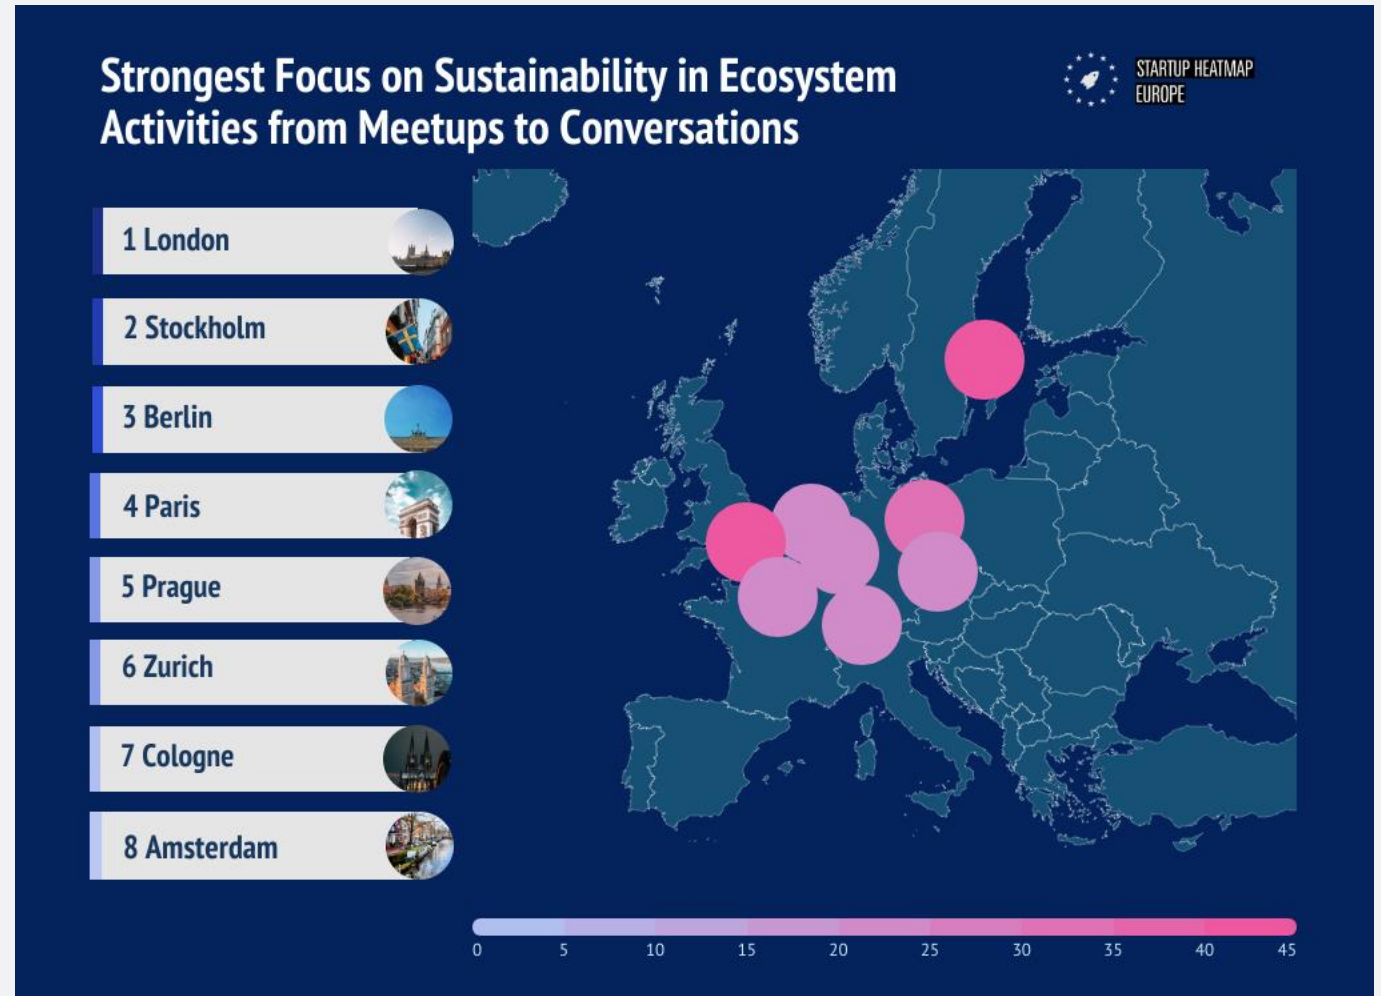 Strongest Focus on Sustainability in Ecosystem
Activities from Meetups to Conversations
STARTUP HEATMAP
EUROPE
1 London
2 Stockholm
3 Berlin
4 Paris
5 Prague
6 Zurich
7 Cologne
8 Amsterdam
0 5 10 15 20 25 30 35 40 45